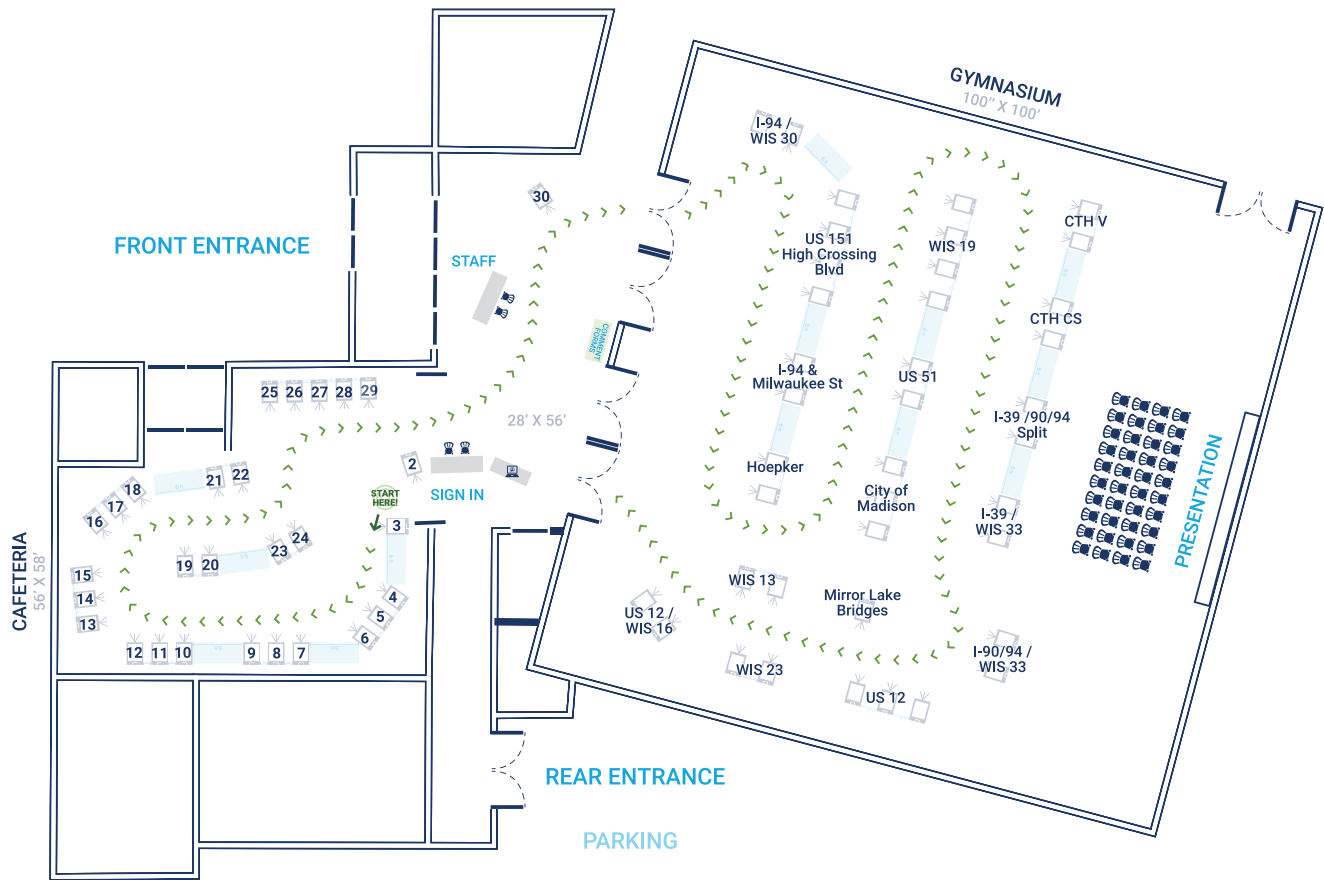 GYMNASIUM
100" X 100'
I-94 /
WIS 30
30
FRONT ENTRANCE
STAFF
COMMENT
FORMS
US 151
High Crossing
Blvd
WIS 19
CTH V
CTH CS
I-94 &
Milwaukee St
US 51
I-39 /90/94
Split
Hoepker
City of
Madison
I-39 /
WIS 33
PRESENTATION
25
26
27
28
29
28' X 56'
2
SIGN IN
START
HERE!
3
21
22
18
17
16
19
20
23
24
15
14
13
4
5
6
12
11
10
9
8
7
CAFETERIA
56' X 58'
WIS 13
Mirror Lake
Bridges
US 12 /
WIS 16
WIS 23
US 12
I-90/94 /
WIS 33
REAR ENTRANCE
PARKING